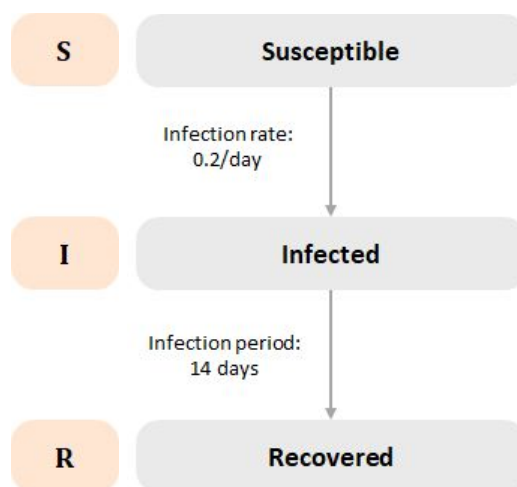 S
Susceptible
Infection rate:
0.2/day
I
Infected
Infection period:
14 days
R
Recovered